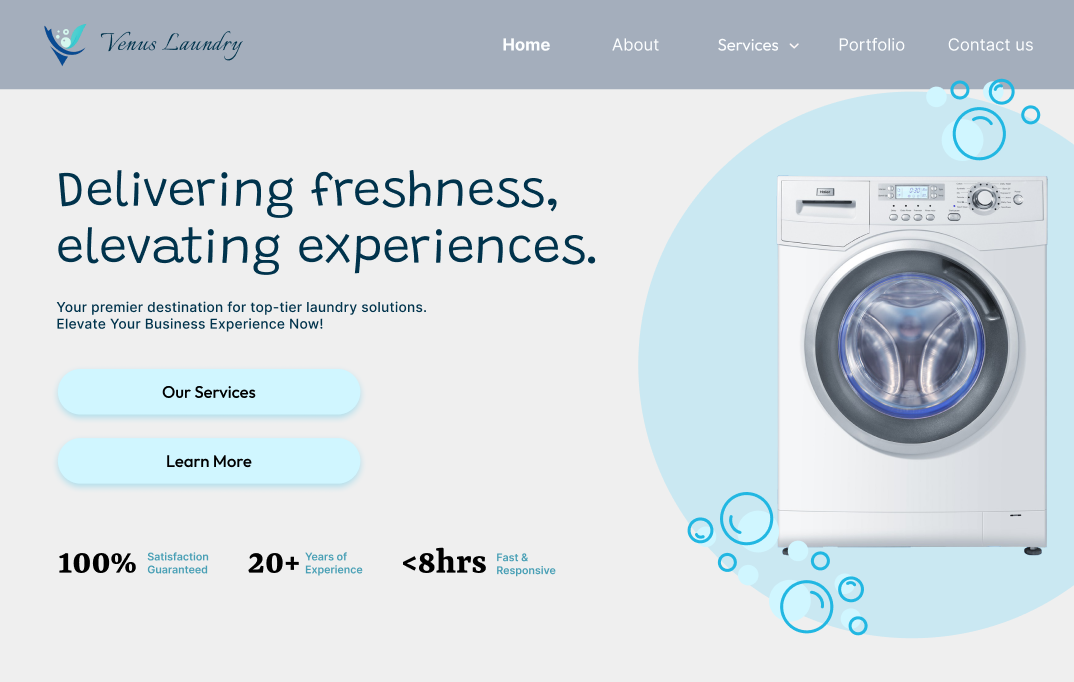 Venus Laundry
Home
About
Services
Portfolio
Contact us
Delivering freshness,
elevating experiences.
Your premier destination for top-tier laundry solutions.
Elevate Your Business Experience Now!
Our Services
Learn More
100%
Satisfaction
Guaranteed
20+
Years of
Experience
<8hrs
Fast &
Responsive